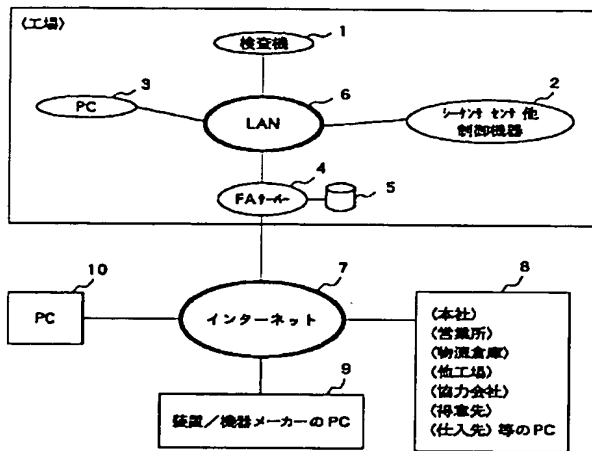 〈工場〉
1
検査機
3
PC
6
LAN
2
シーケンサ センサ 他
制御機器
4
FAサーバー
5
10
PC
7
インターネット
8
〈本社〉
〈営業所〉
〈物流倉庫〉
〈他工場〉
〈協力会社〉
〈得意先〉
〈仕入先〉等のPC
9
装置／機器メーカーのPC